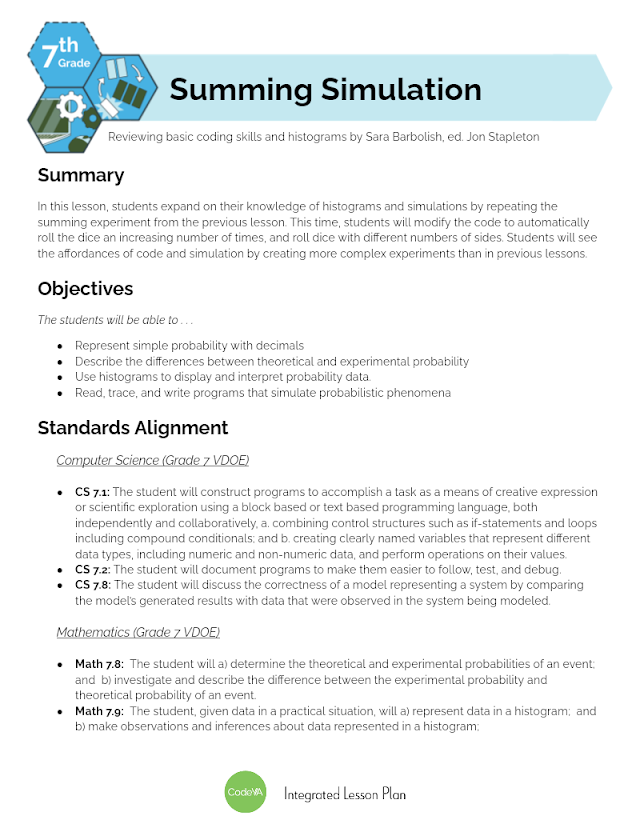 7th
Grade
Summing Simulation
Reviewing basic coding skills and histograms by Sara Barbolish, ed. Jon Stapleton
Summary
In this lesson, students expand on their knowledge of histograms and simulations by repeating the
summing experiment from the previous lesson. This time, students will modify the code to automatically
roll the dice an increasing number of times, and roll dice with different numbers of sides. Students will see
the affordances of code and simulation by creating more complex experiments than in previous lessons.
Objectives
The students will be able to . . .
● Represent simple probability with decimals
● Describe the differences between theoretical and experimental probability
● Use histograms to display and interpret probability data.
● Read, trace, and write programs that simulate probabilistic phenomena
Standards Alignment
Computer Science (Grade 7 VDOE)
● CS 7.1: The student will construct programs to accomplish a task as a means of creative expression
or scientific exploration using a block based or text based programming language, both
independently and collaboratively, a. combining control structures such as if-statements and loops
including compound conditionals; and b. creating clearly named variables that represent different
data types, including numeric and non-numeric data, and perform operations on their values.
● CS 7.2: The student will document programs to make them easier to follow, test, and debug.
● CS 7.8: The student will discuss the correctness of a model representing a system by comparing
the model's generated results with data that were observed in the system being modeled.
Mathematics (Grade 7 VDOE)
● Math 7.8: The student will a) determine the theoretical and experimental probabilities of an event;
and b) investigate and describe the difference between the experimental probability and
theoretical probability of an event.
● Math 7.9: The student, given data in a practical situation, will a) represent data in a histogram; and
b) make observations and inferences about data represented in a histogram;
CodeVA
Integrated Lesson Plan